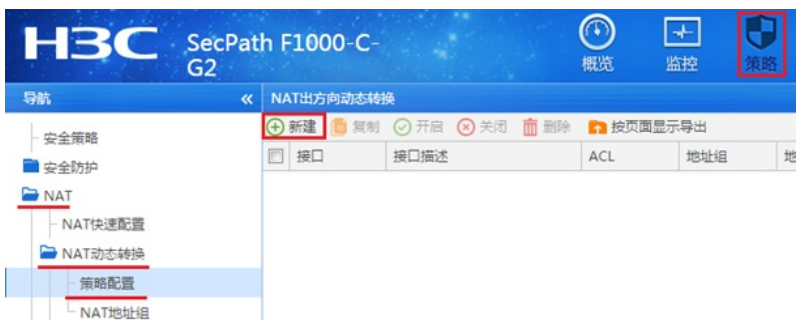 H3C SecPath F1000-C-G2
概览 监控 策略
导航 «
安全策略
安全防护
NAT
NAT快速配置
NAT动态转换
策略配置
NAT地址组
NAT出方向动态转换
新建 复制 开启 关闭 删除 按页面显示导出
接口 接口描述 ACL 地址组 地